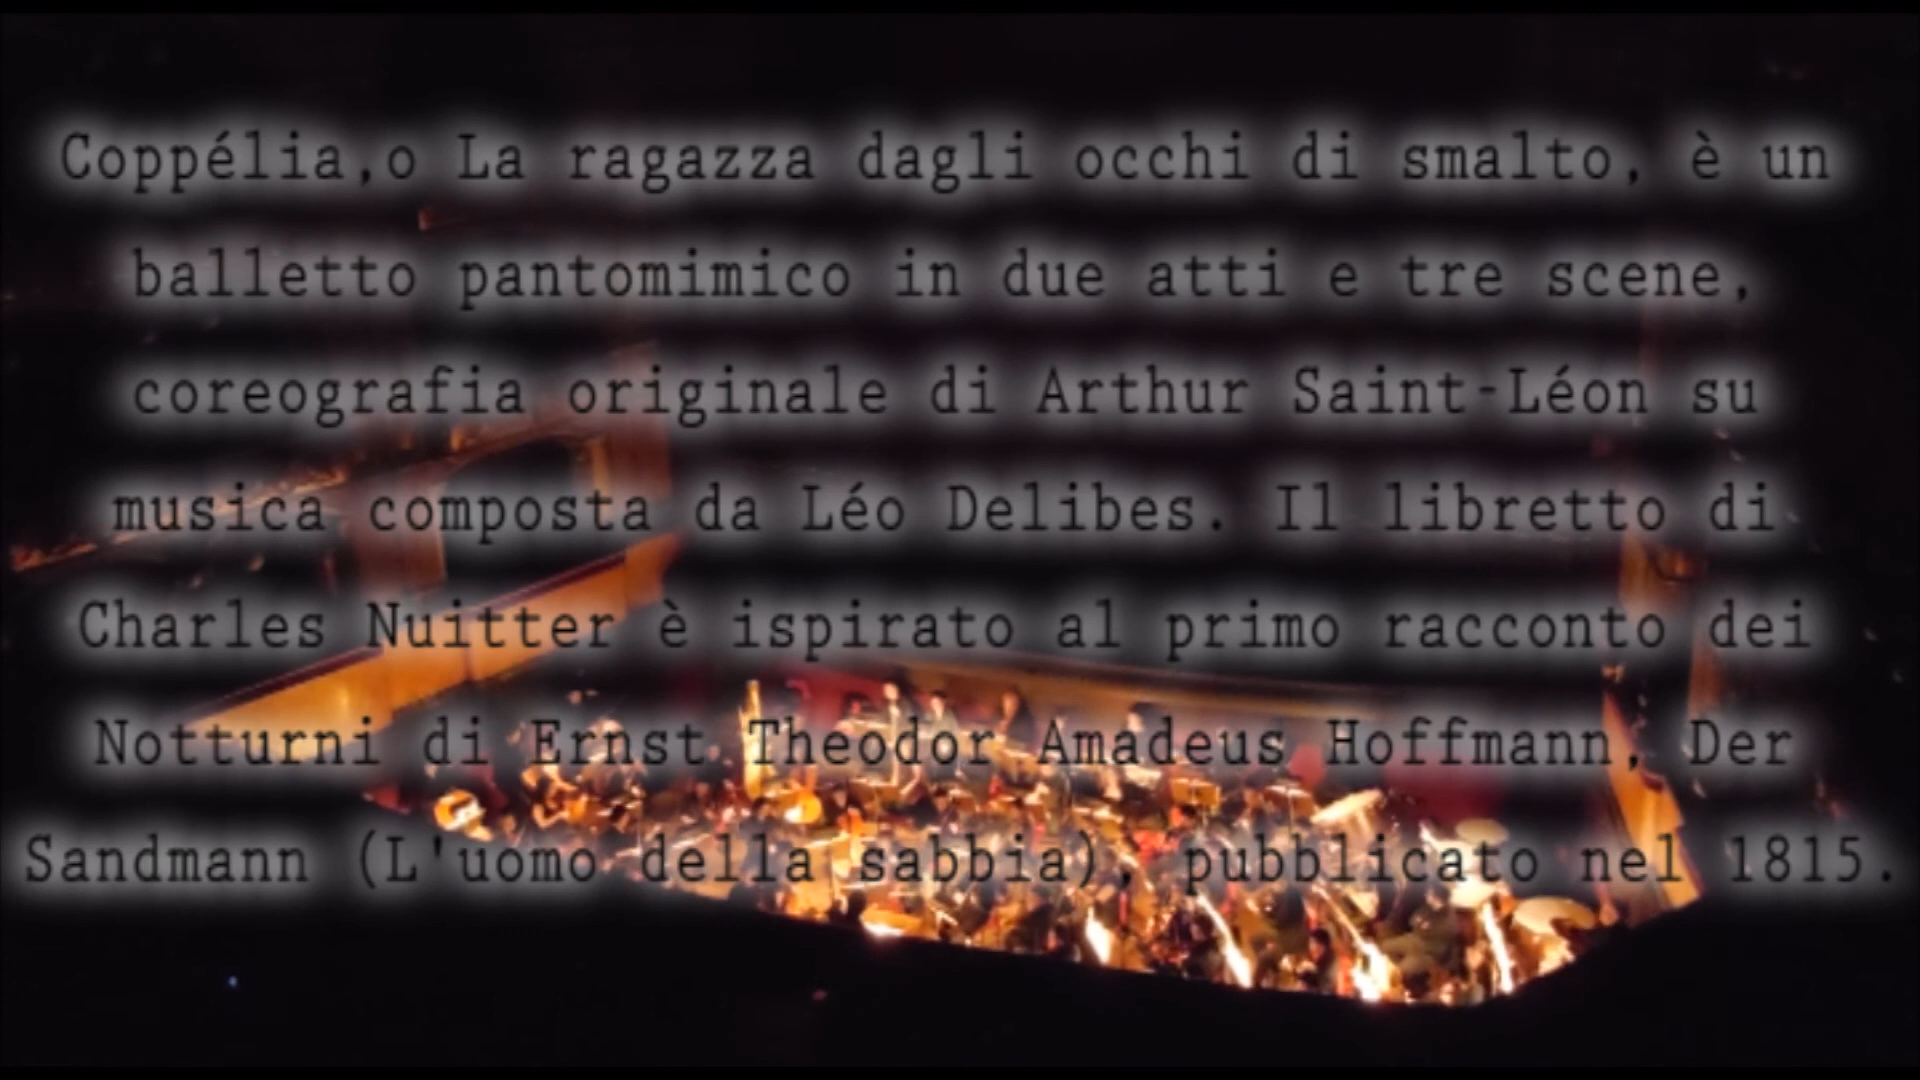 Coppélia,o La ragazza dagli occhi di smalto, è un
balletto pantomimico in due atti e tre scene,
coreografia originale di Arthur Saint-Léon su
musica composta da Léo Delibes. Il libretto di
Charles Nuitter è ispirato al primo racconto dei
Notturni di Ernst Theodor Amadeus Hoffmann, Der
Sandmann (L'uomo della sabbia), pubblicato nel 1815.